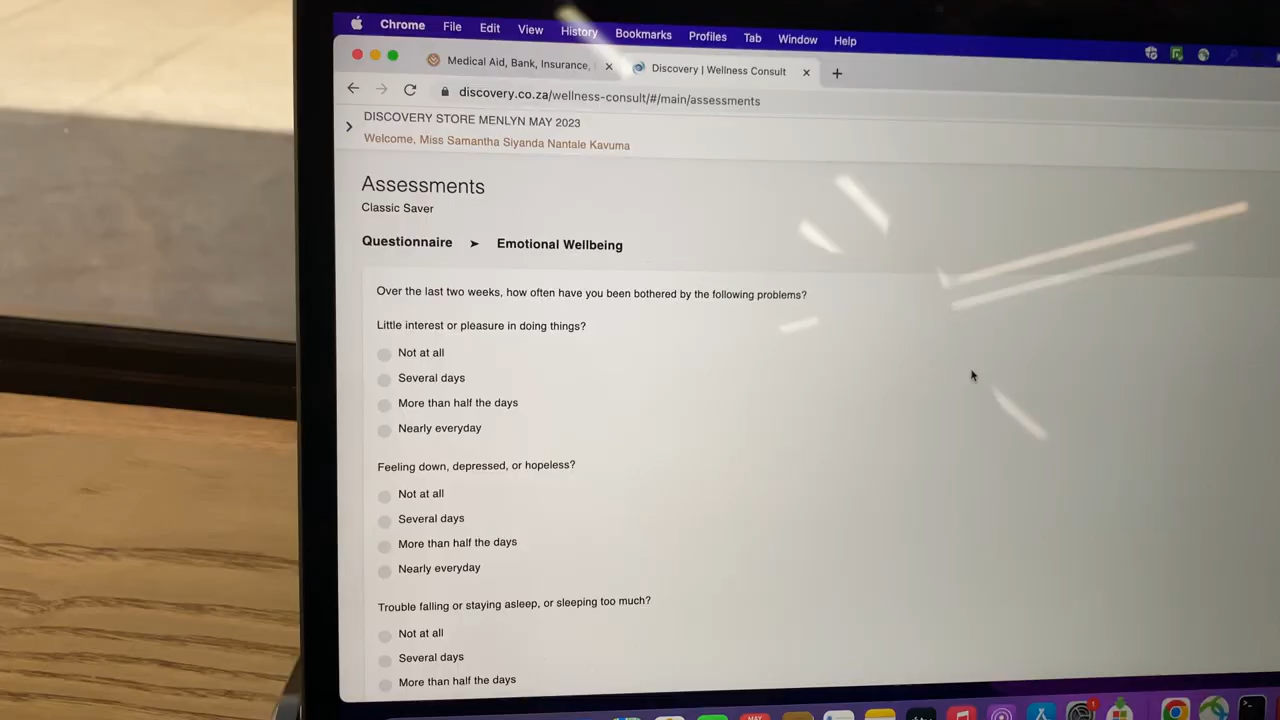 Chrome File Edit View History Bookmarks Profiles Tab Window Help
Medical Aid, Bank, Insurance,
Discovery | Wellness Consult
discovery.co.za/wellness-consult/#/main/assessments
DISCOVERY STORE MENLYN MAY 2023
Welcome, Miss Samantha Siyanda Nantale Kavuma
Assessments
Classic Saver
Questionnaire ➤ Emotional Wellbeing
Over the last two weeks, how often have you been bothered by the following problems?
Little interest or pleasure in doing things?
Not at all
Several days
More than half the days
Nearly everyday
Feeling down, depressed, or hopeless?
Not at all
Several days
More than half the days
Nearly everyday
Trouble falling or staying asleep, or sleeping too much?
Not at all
Several days
More than half the days
MAY
1